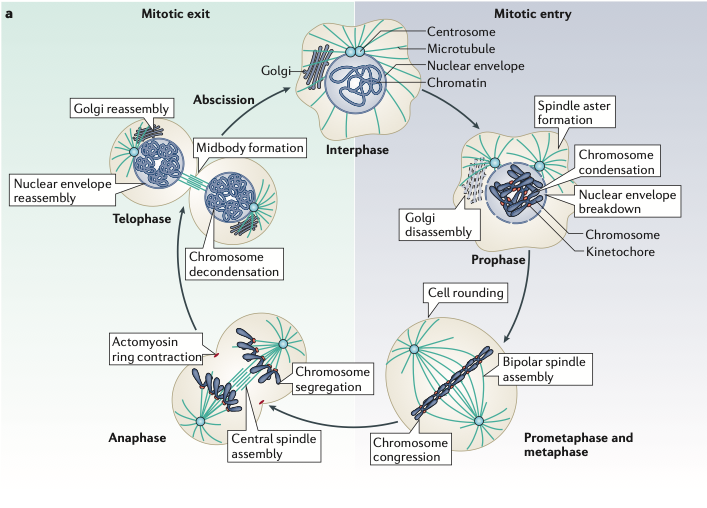 a
Mitotic exit
Mitotic entry
Centrosome
Microtubule
Nuclear envelope
Chromatin
Golgi
Interphase
Abscission
Spindle aster
formation
Chromosome
condensation
Nuclear envelope
breakdown
Chromosome
Kinetochore
Golgi
disassembly
Prophase
Cell rounding
Bipolar spindle
assembly
Chromosome
congression
Prometaphase and
metaphase
Actomyosin
ring contraction
Chromosome
segregation
Central spindle
assembly
Anaphase
Golgi reassembly
Midbody formation
Nuclear envelope
reassembly
Telophase
Chromosome
decondensation